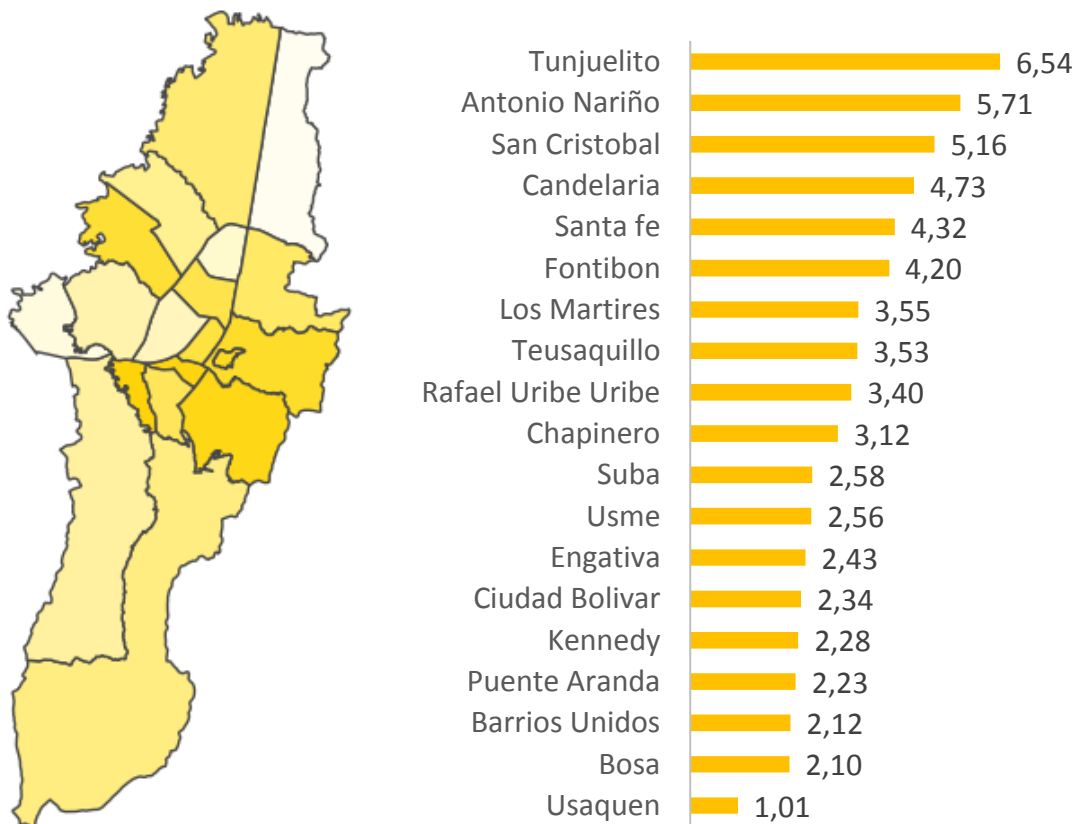 Tunjuelito 6,54
Antonio Nariño 5,71
San Cristobal 5,16
Candelaria 4,73
Santa fe 4,32
Fontibon 4,20
Los Martires 3,55
Teusaquillo 3,53
Rafael Uribe Uribe 3,40
Chapinero 3,12
Suba 2,58
Usme 2,56
Engativa 2,43
Ciudad Bolivar 2,34
Kennedy 2,28
Puente Aranda 2,23
Barrios Unidos 2,12
Bosa 2,10
Usaquen 1,01